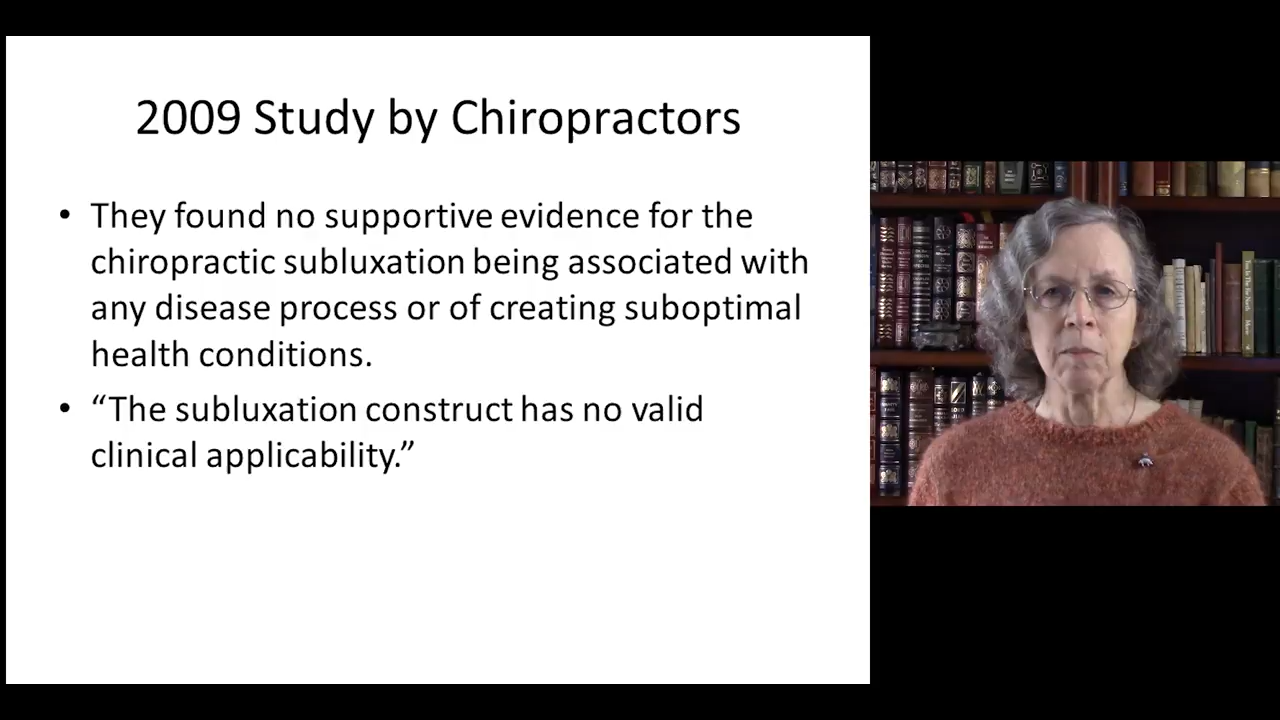 2009 Study by Chiropractors
• They found no supportive evidence for the
chiropractic subluxation being associated with
any disease process or of creating suboptimal
health conditions.
• “The subluxation construct has no valid
clinical applicability.”